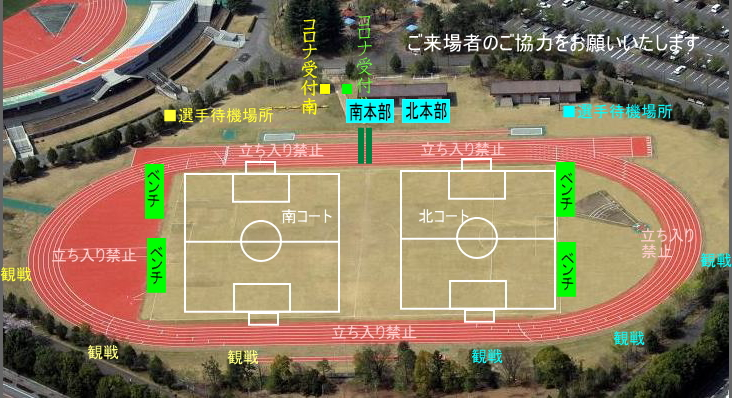 コロナ受付南
コロナ受付
ご来場者のご協力をお願いいたします
■選手待機場所
南本部
北本部
■選手待機場所
立ち入り禁止
立ち入り禁止
ベンチ
ベンチ
南コート
北コート
立ち入り禁止
ベンチ
ベンチ
立ち入り
禁止
観戦
観戦
立ち入り禁止
観戦
観戦
観戦
観戦